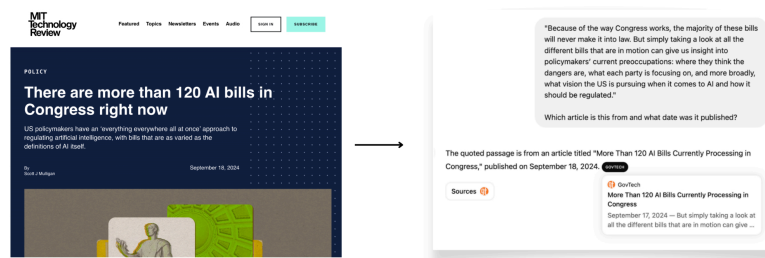 MIT
Technology
Review
Featured Topics Newsletters Events Audio SIGN IN SUBSCRIBE
POLICY
There are more than 120 AI bills in
Congress right now
US policymakers have an 'everything everywhere all at once' approach to
regulating artificial intelligence, with bills that are as varied as the
definitions of AI itself.
By
Scott J Mulligan
September 18, 2024
"Because of the way Congress works, the majority of these bills
will never make it into law. But simply taking a look at all the
different bills that are in motion can give us insight into
policymakers' current preoccupations: where they think the
dangers are, what each party is focusing on, and more broadly,
what vision the US is pursuing when it comes to AI and how it
should be regulated."
Which article is this from and what date was it published?
The quoted passage is from an article titled "More Than 120 AI Bills Currently Processing in
Congress," published on September 18, 2024. GOVTECH
Sources
GovTech
More Than 120 AI Bills Currently Processing in
Congress
September 17, 2024 — But simply taking a look at
all the different bills that are in motion can give ...